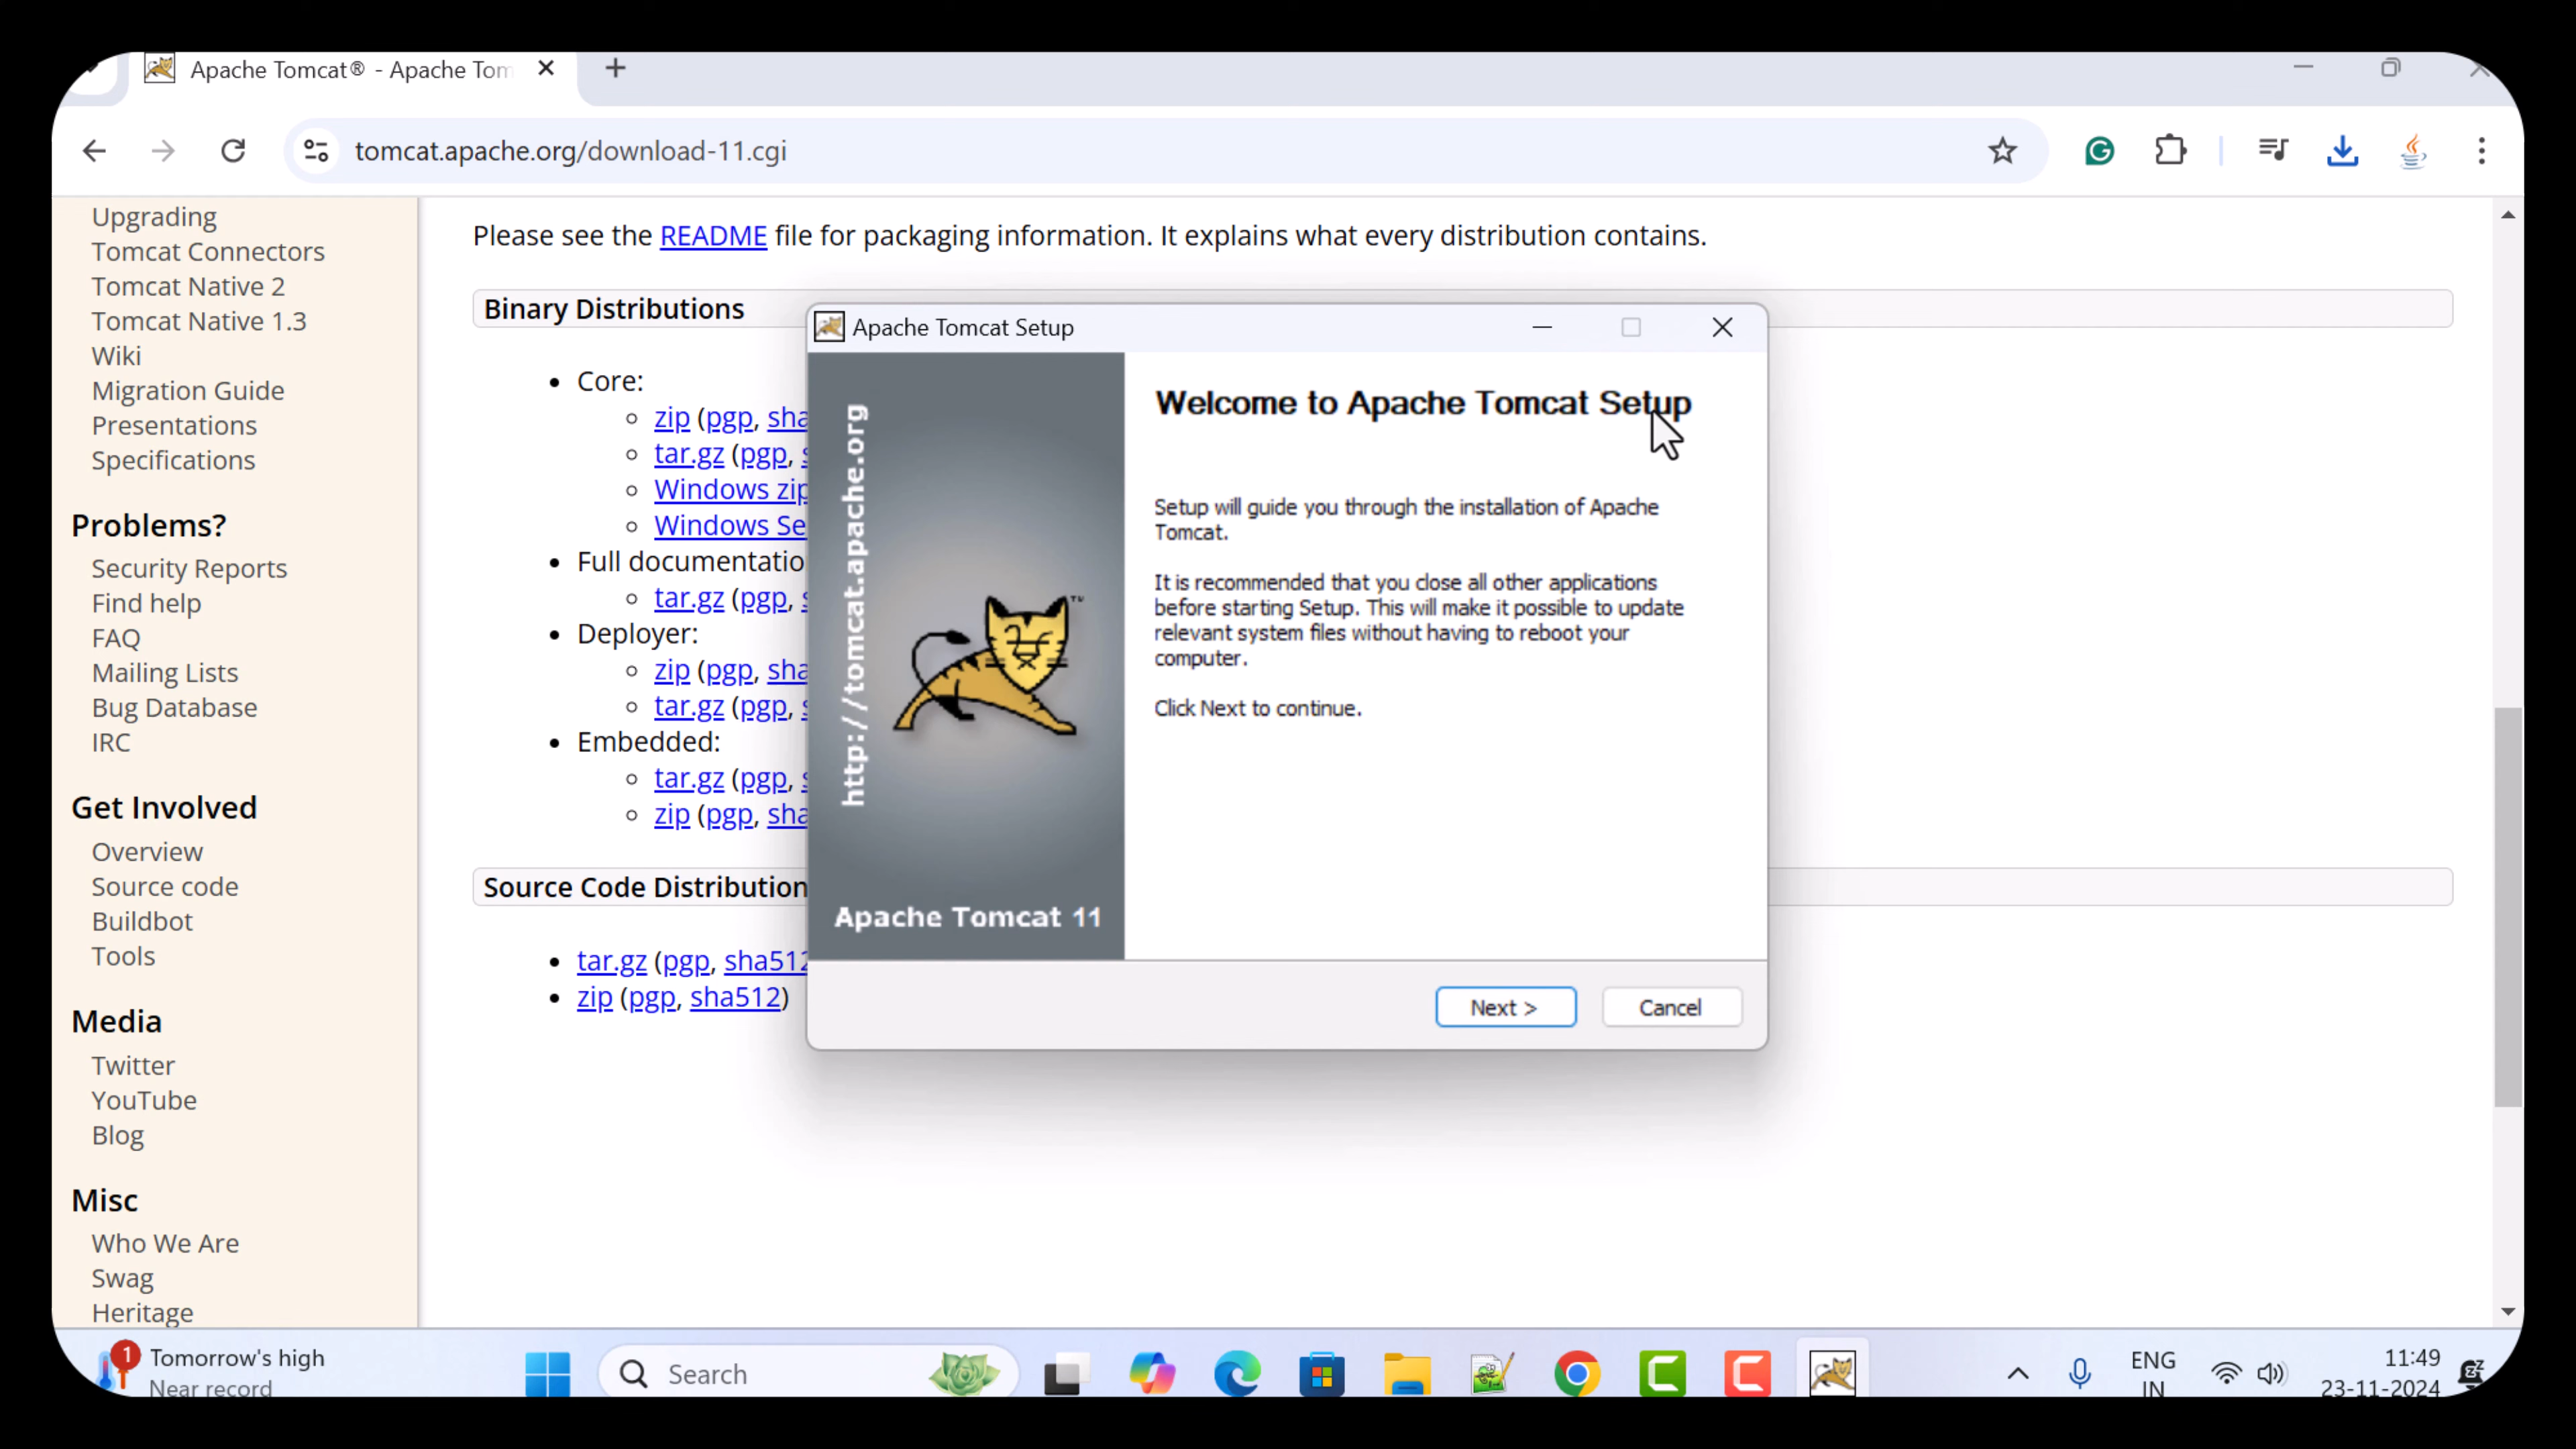 Apache Tomcat® - Apache Tom
tomcat.apache.org/download-11.cgi
Upgrading
Tomcat Connectors
Tomcat Native 2
Tomcat Native 1.3
Wiki
Migration Guide
Presentations
Specifications
Problems?
Security Reports
Find help
FAQ
Mailing Lists
Bug Database
IRC
Get Involved
Overview
Source code
Buildbot
Tools
Media
Twitter
YouTube
Blog
Misc
Who We Are
Swag
Heritage
Please see the README file for packaging information. It explains what every distribution contains.
Binary Distributions
• Core:
zip (pgp, sha
tar.gz (pgp, s
Windows zip
Windows Se
• Full documentatio
tar.gz (pgp, s
• Deployer:
zip (pgp, sha
tar.gz (pgp, s
• Embedded:
tar.gz (pgp, s
zip (pgp, sha
Source Code Distribution
• tar.gz (pgp, sha512
• zip (pgp, sha512)
Apache Tomcat Setup
http://tomcat.apache.org
TM
Apache Tomcat 11
Welcome to Apache Tomcat Setup
Setup will guide you through the installation of Apache
Tomcat.
It is recommended that you close all other applications
before starting Setup. This will make it possible to update
relevant system files without having to reboot your
computer.
Click Next to continue.
Next >
Cancel
1
Tomorrow's high
Near record
Search
ENG
IN
11:49
23-11-2024